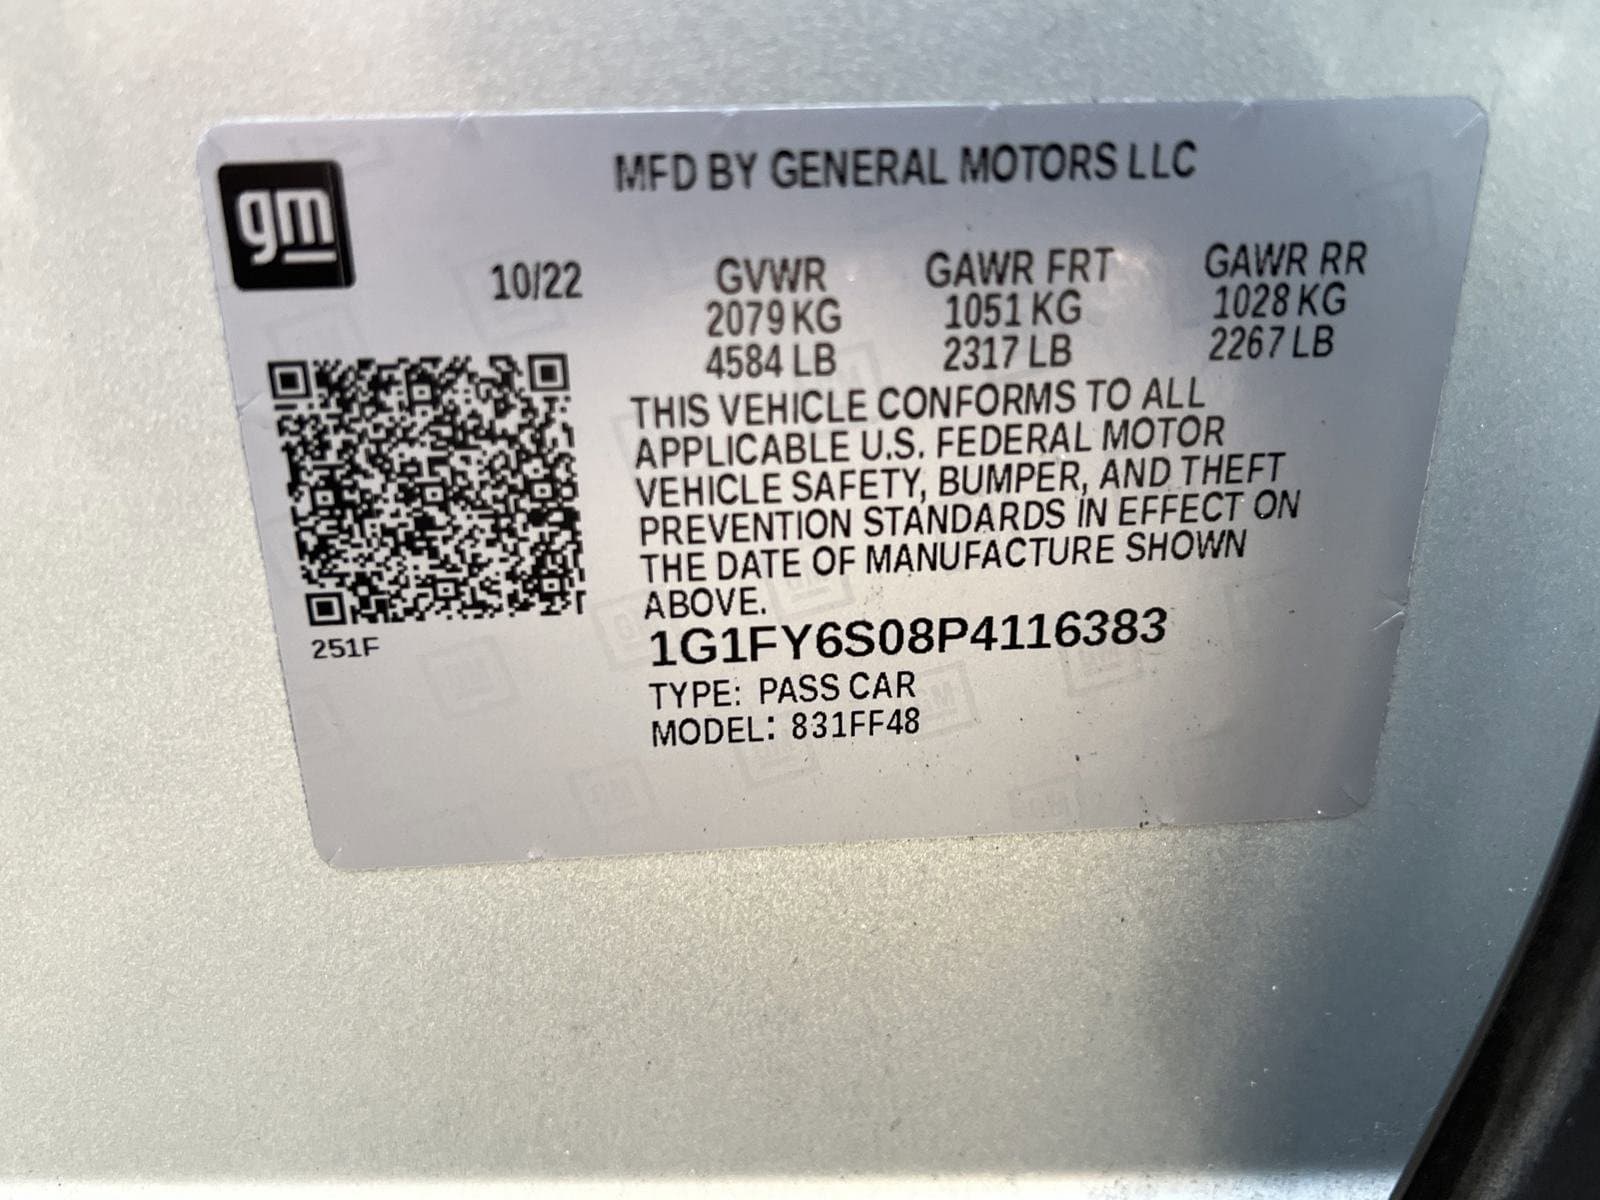 gm
MFD BY GENERAL MOTORS LLC
10/22
GVWR
2079 KG
4584 LB
GAWR FRT
1051 KG
2317 LB
GAWR RR
1028 KG
2267 LB
THIS VEHICLE CONFORMS TO ALL
APPLICABLE U.S. FEDERAL MOTOR
VEHICLE SAFETY, BUMPER, AND THEFT
PREVENTION STANDARDS IN EFFECT ON
THE DATE OF MANUFACTURE SHOWN
ABOVE.
251F
1G1FY6S08P4116383
TYPE: PASS CAR
MODEL: 831FF48